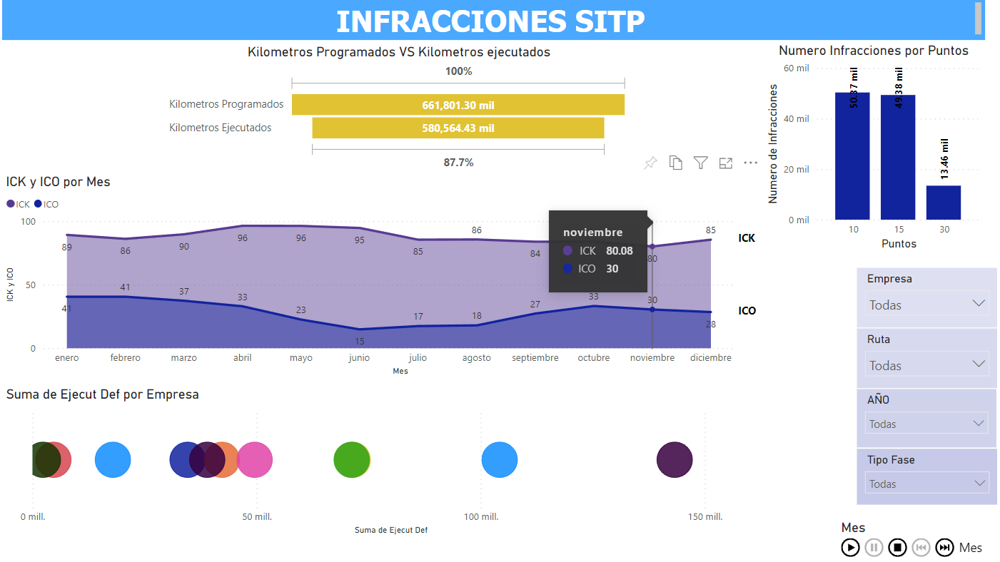 INFRACCIONES SITP
Kilometros Programados VS Kilometros ejecutados
100%
Kilometros Programados
661,801.30 mil
Kilometros Ejecutados
580,564.43 mil
87.7%
Numero Infracciones por Puntos
Numero de Infracciones
60 mil
40 mil
20 mil
0 mil
50.37 mil
49.38 mil
13.46 mil
10 15 30
Puntos
ICK y ICO por Mes
ICK ICO
ICK y ICO
100
50
0
89 86 90 96 96 95 85 86 84 80 85
41 41 37 33 23 15 17 18 27 33 30 28
noviembre
ICK 80.08
ICO 30
ICK
ICO
enero febrero marzo abril mayo junio julio agosto septiembre octubre noviembre diciembre
Mes
Suma de Ejecut Def por Empresa
0 mill. 50 mill. 100 mill. 150 mill.
Suma de Ejecut Def
Empresa
Todas
Ruta
Todas
AÑO
Todas
Tipo Fase
Todas
Mes
Mes